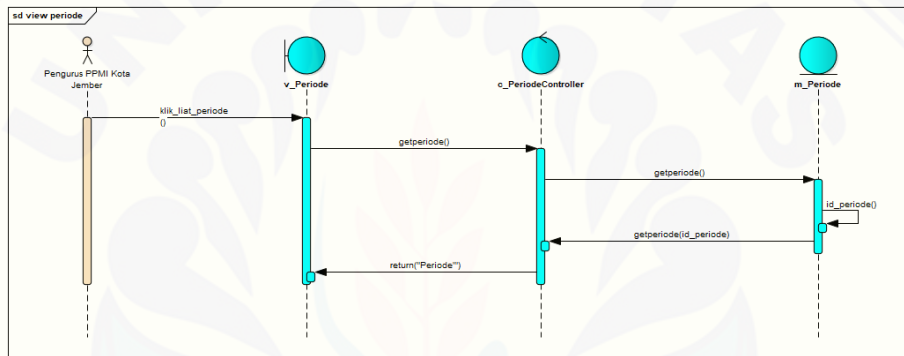 sd view periode
Pengurus PPMI Kota
Jember
v_Periode
c_PeriodeController
m_Periode
klik_liat_periode
()
getperiode()
getperiode()
id_periode()
getperiode(id_periode)
return("Periode"")